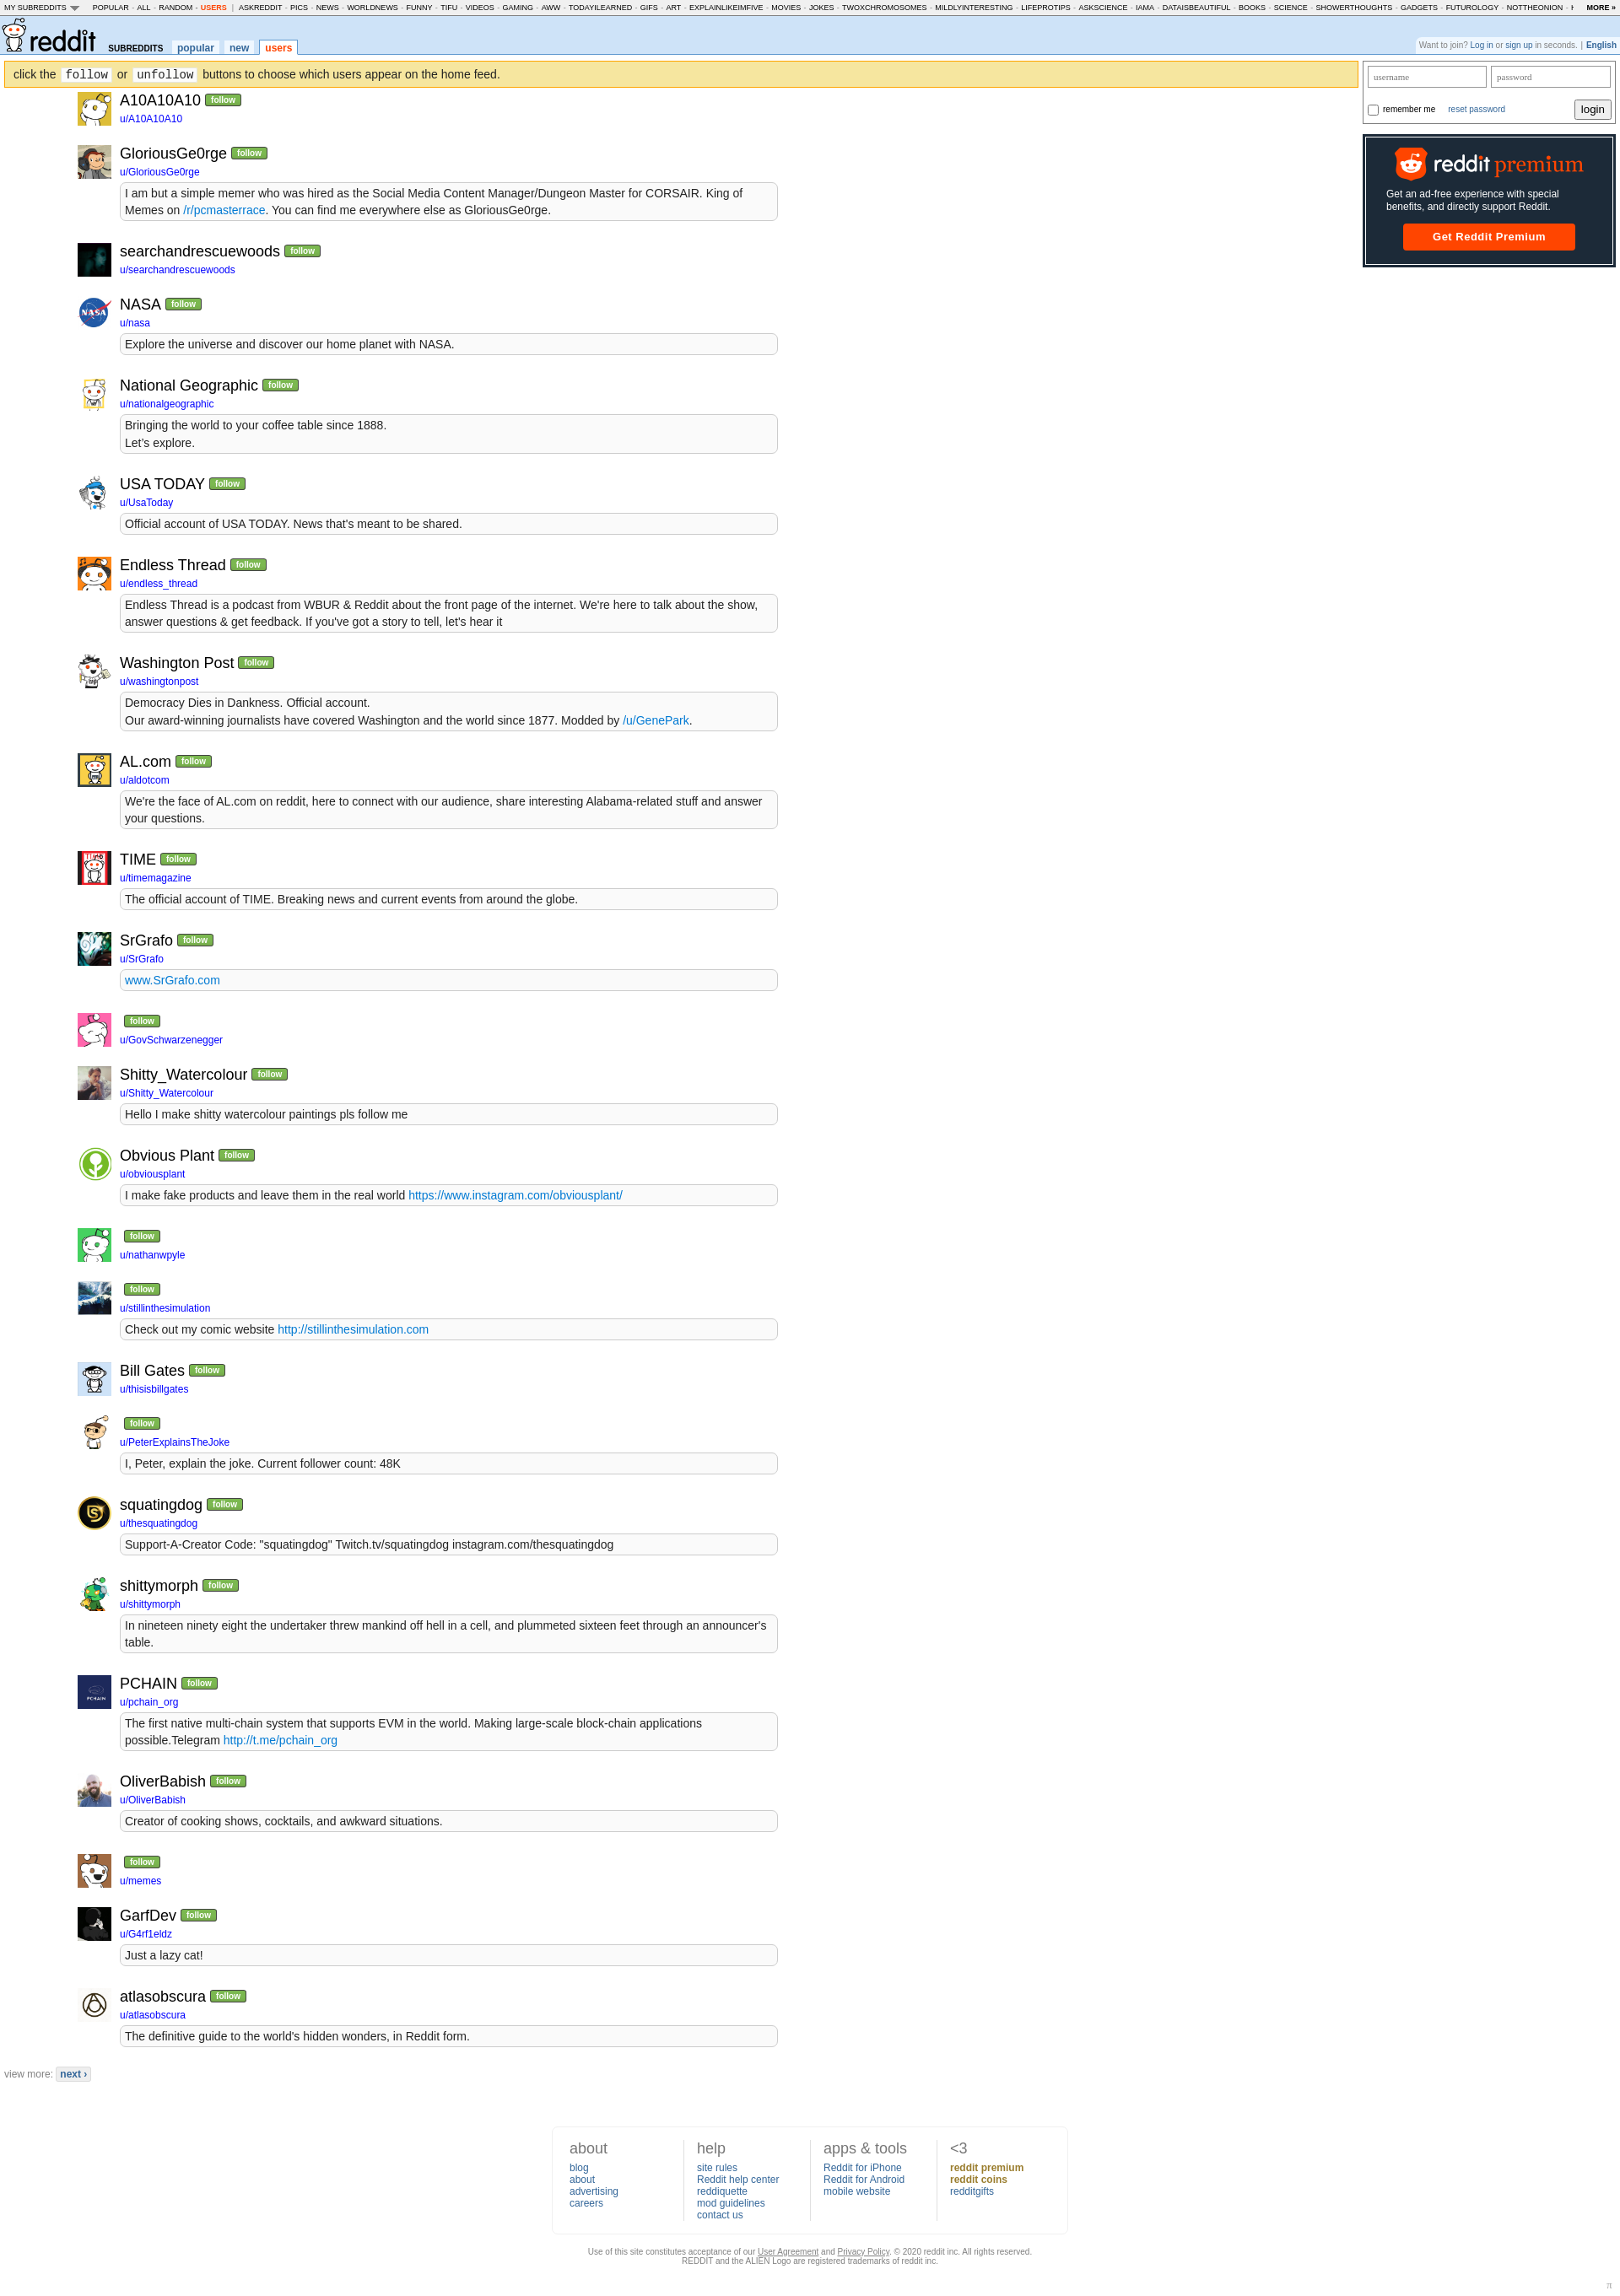 MY SUBREDDITS POPULAR - ALL - RANDOM - USERS | ASKREDDIT - PICS - NEWS - WORLDNEWS - FUNNY - TIFU - VIDEOS - GAMING - AWW - TODAYILEARNED - GIFS - ART - EXPLAINLIKEIMFIVE - MOVIES - JOKES - TWOXCHROMOSOMES - MILDLYINTERESTING - LIFEPROTIPS - ASKSCIENCE - IAMA - DATAISBEAUTIFUL - BOOKS - SCIENCE - SHOWERTHOUGHTS - GADGETS - FUTUROLOGY - NOTTHEONION - MORE »
reddit SUBREDDITS popular new users
Want to join? Log in or sign up in seconds. | English
click the follow or unfollow buttons to choose which users appear on the home feed.
username password
remember me reset password login
reddit premium
Get an ad-free experience with special
benefits, and directly support Reddit.
Get Reddit Premium
A10A10A10 follow
u/A10A10A10
GloriousGe0rge follow
u/GloriousGe0rge
I am but a simple memer who was hired as the Social Media Content Manager/Dungeon Master for CORSAIR. King of
Memes on /r/pcmasterrace. You can find me everywhere else as GloriousGe0rge.
searchandrescuewoods follow
u/searchandrescuewoods
NASA
NASA follow
u/nasa
Explore the universe and discover our home planet with NASA.
National Geographic follow
u/nationalgeographic
Bringing the world to your coffee table since 1888.
Let's explore.
USA TODAY follow
u/UsaToday
Official account of USA TODAY. News that's meant to be shared.
Endless Thread follow
u/endless_thread
Endless Thread is a podcast from WBUR & Reddit about the front page of the internet. We're here to talk about the show,
answer questions & get feedback. If you've got a story to tell, let's hear it
Washington Post follow
u/washingtonpost
Democracy Dies in Dankness. Official account.
Our award-winning journalists have covered Washington and the world since 1877. Modded by /u/GenePark.
AL.com follow
u/aldotcom
We're the face of AL.com on reddit, here to connect with our audience, share interesting Alabama-related stuff and answer
your questions.
TIME follow
u/timemagazine
The official account of TIME. Breaking news and current events from around the globe.
SrGrafo follow
u/SrGrafo
www.SrGrafo.com
follow
u/GovSchwarzenegger
Shitty_Watercolour follow
u/Shitty_Watercolour
Hello I make shitty watercolour paintings pls follow me
Obvious Plant follow
u/obviousplant
I make fake products and leave them in the real world https://www.instagram.com/obviousplant/
follow
u/nathanwpyle
follow
u/stillinthesimulation
Check out my comic website http://stillinthesimulation.com
Bill Gates follow
u/thisisbillgates
follow
u/PeterExplainsTheJoke
I, Peter, explain the joke. Current follower count: 48K
squatingdog follow
u/thesquatingdog
Support-A-Creator Code: "squatingdog" Twitch.tv/squatingdog instagram.com/thesquatingdog
shittymorph follow
u/shittymorph
In nineteen ninety eight the undertaker threw mankind off hell in a cell, and plummeted sixteen feet through an announcer's
table.
PCHAIN
PCHAIN follow
u/pchain_org
The first native multi-chain system that supports EVM in the world. Making large-scale block-chain applications
possible.Telegram http://t.me/pchain_org
OliverBabish follow
u/OliverBabish
Creator of cooking shows, cocktails, and awkward situations.
follow
u/memes
GarfDev follow
u/G4rf1eldz
Just a lazy cat!
atlasobscura follow
u/atlasobscura
The definitive guide to the world's hidden wonders, in Reddit form.
view more: next ›
about
blog
about
advertising
careers
help
site rules
Reddit help center
reddiquette
mod guidelines
contact us
apps & tools
Reddit for iPhone
Reddit for Android
mobile website
<3
reddit premium
reddit coins
redditgifts
Use of this site constitutes acceptance of our User Agreement and Privacy Policy. © 2020 reddit inc. All rights reserved.
REDDIT and the ALIEN Logo are registered trademarks of reddit inc.
π